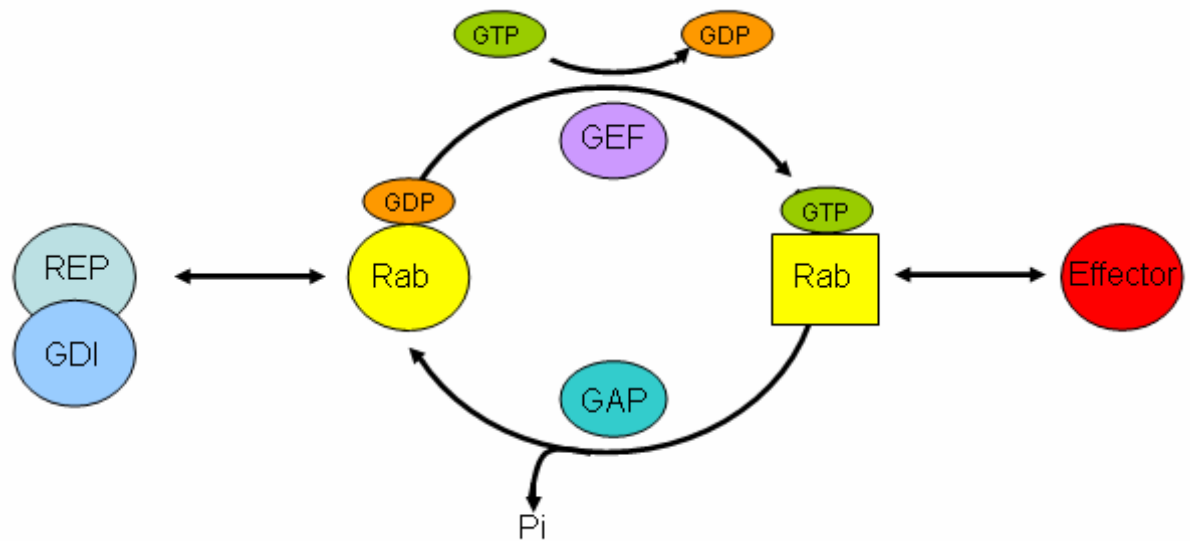 GTP
GDP
GEF
GDP
GTP
REP
Rab
Rab
Effector
GDI
GAP
Pi